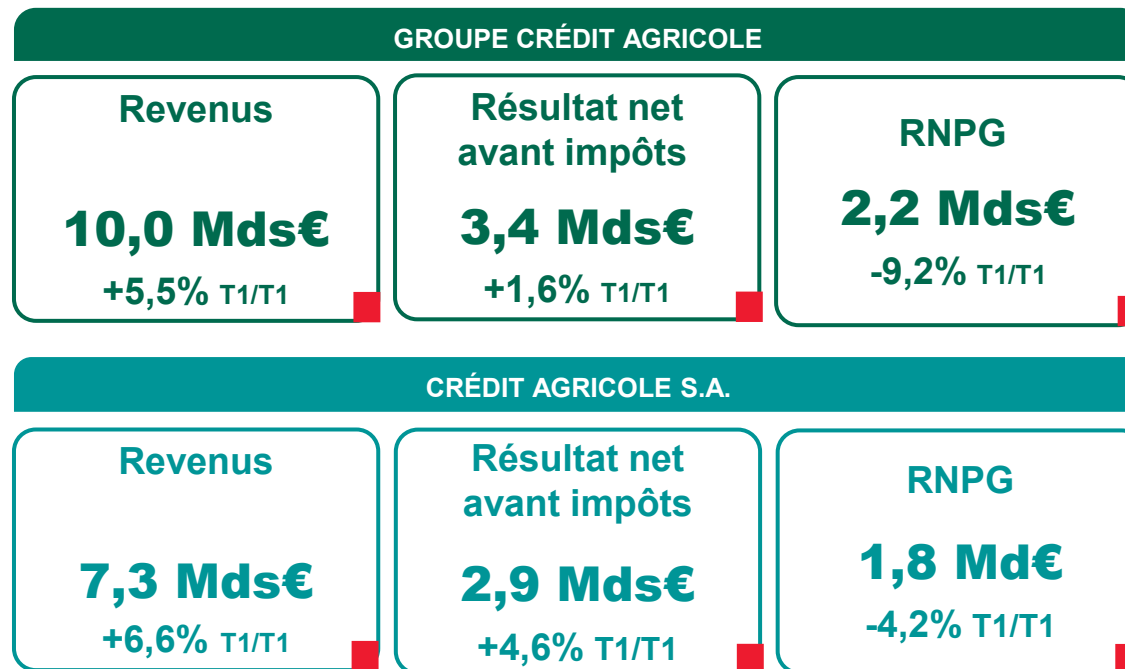 GROUPE CRÉDIT AGRICOLE
Revenus
10,0 Mds€
+5,5% T1/T1
Résultat net
avant impôts
3,4 Mds€
+1,6% T1/T1
RNPG
2,2 Mds€
-9,2% T1/T1
CRÉDIT AGRICOLE S.A.
Revenus
7,3 Mds€
+6,6% T1/T1
Résultat net
avant impôts
2,9 Mds€
+4,6% T1/T1
RNPG
1,8 Md€
-4,2% T1/T1